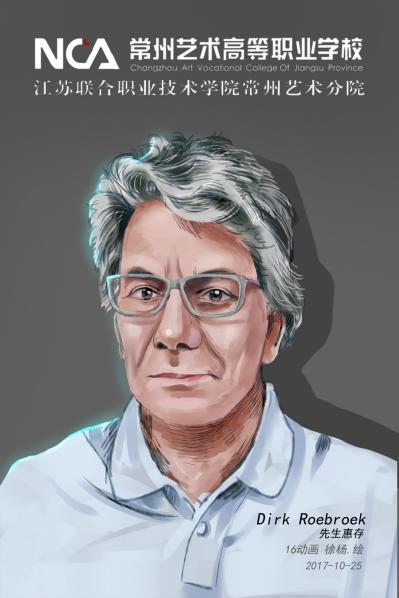 NCA 常州艺术高等职业学校
Changzhou Art Vocational College Of Jiangsu Province
江苏联合职业技术学院常州艺术分院
Dirk Roebroek
先生惠存
16动画 徐杨.绘
2017-10-25